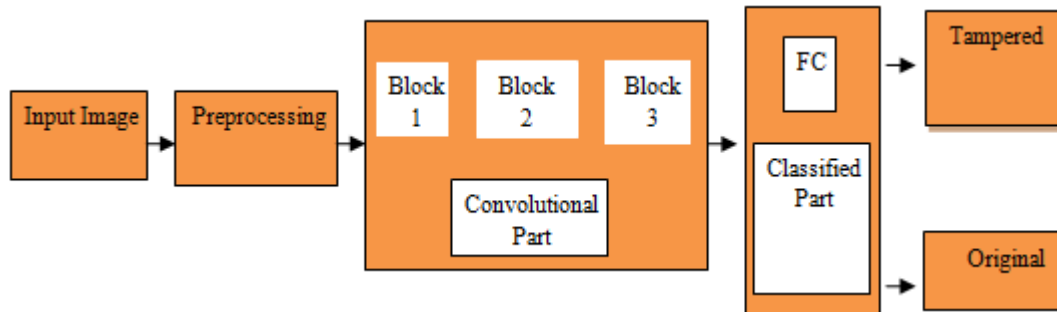 Input Image
Preprocessing
Block
1
Block
2
Block
3
Convolutional
Part
FC
Classified
Part
Tampered
Original